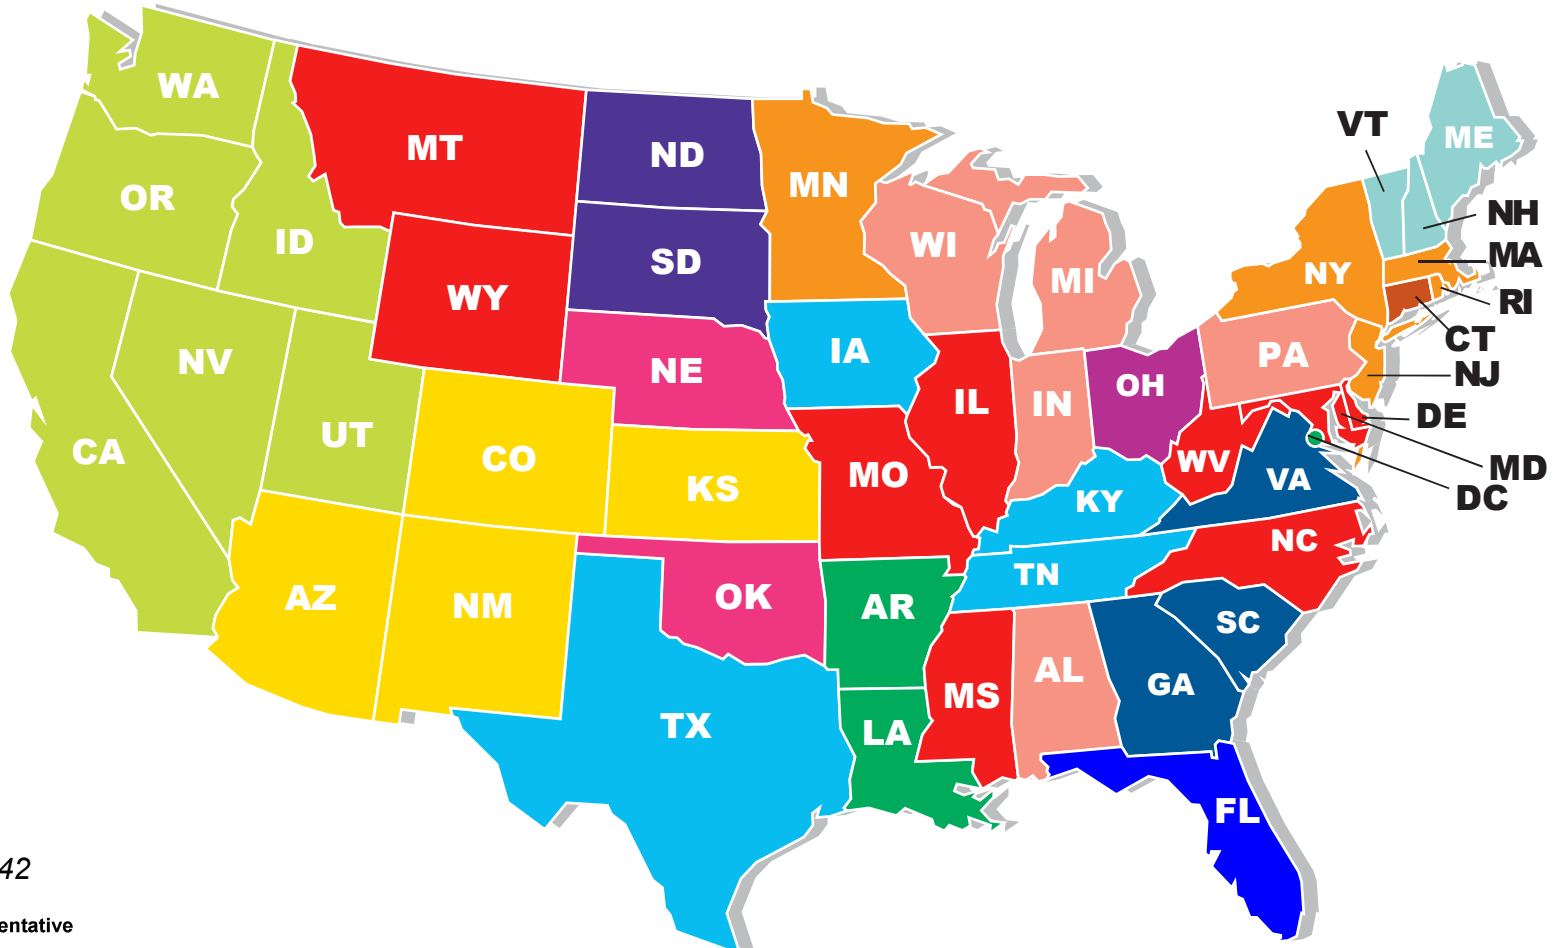 WA
MT
ND
MN
VT
ME
OR
ID
WY
SD
WI
MI
NY
NH
MA
RI
CT
NV
UT
CO
NE
IA
IL
IN
OH
PA
NJ
DE
MD
DC
CA
KS
MO
KY
WV
VA
AZ
NM
OK
AR
TN
NC
SC
TX
LA
MS
AL
GA
FL
42
entative